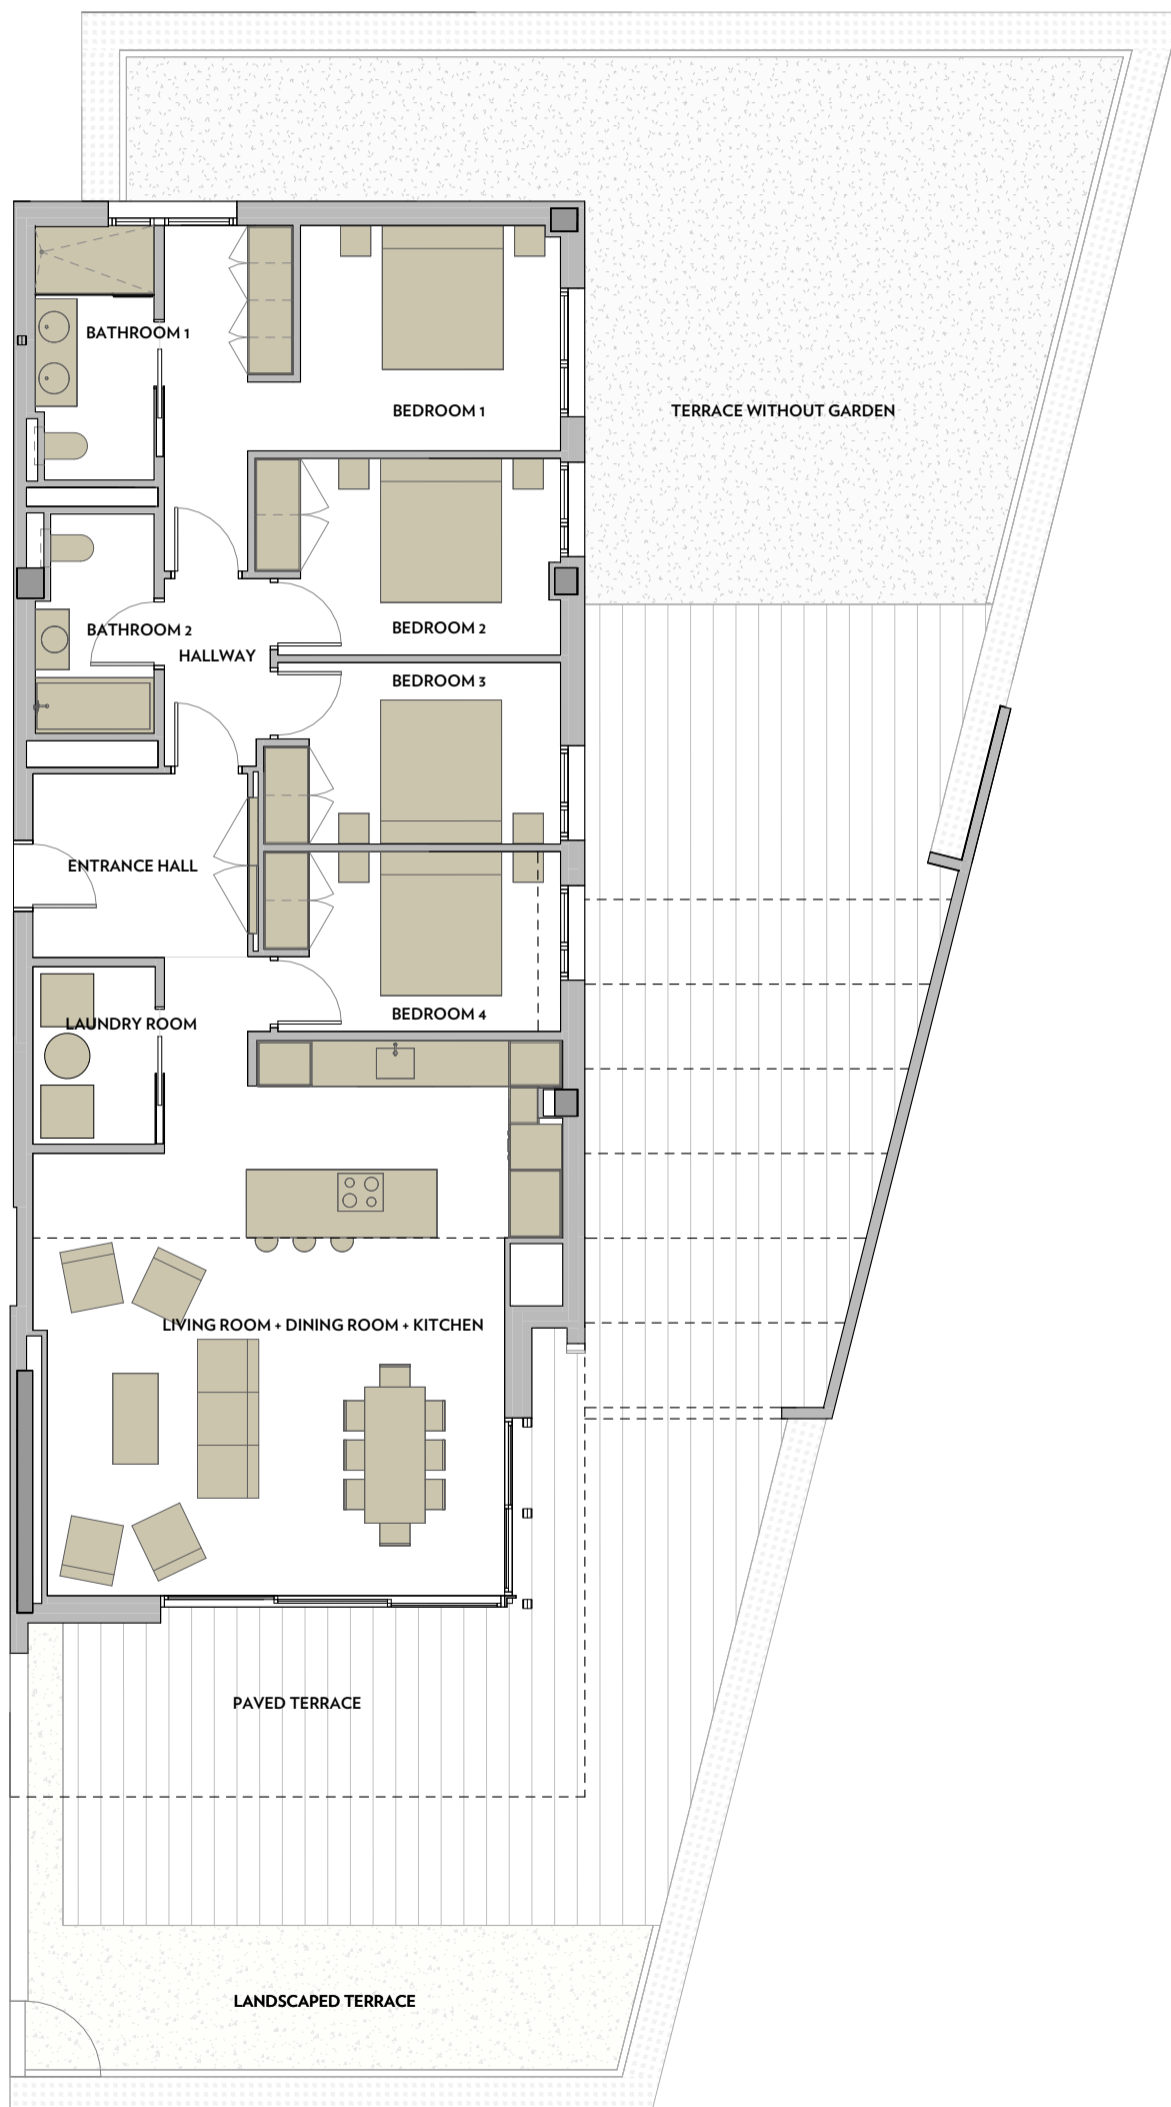 BATHROOM 1
BEDROOM 1
TERRACE WITHOUT GARDEN
BATHROOM 2
BEDROOM 2
HALLWAY
BEDROOM 3
ENTRANCE HALL
BEDROOM 4
LAUNDRY ROOM
LIVING ROOM + DINING ROOM + KITCHEN
PAVED TERRACE
LANDSCAPED TERRACE